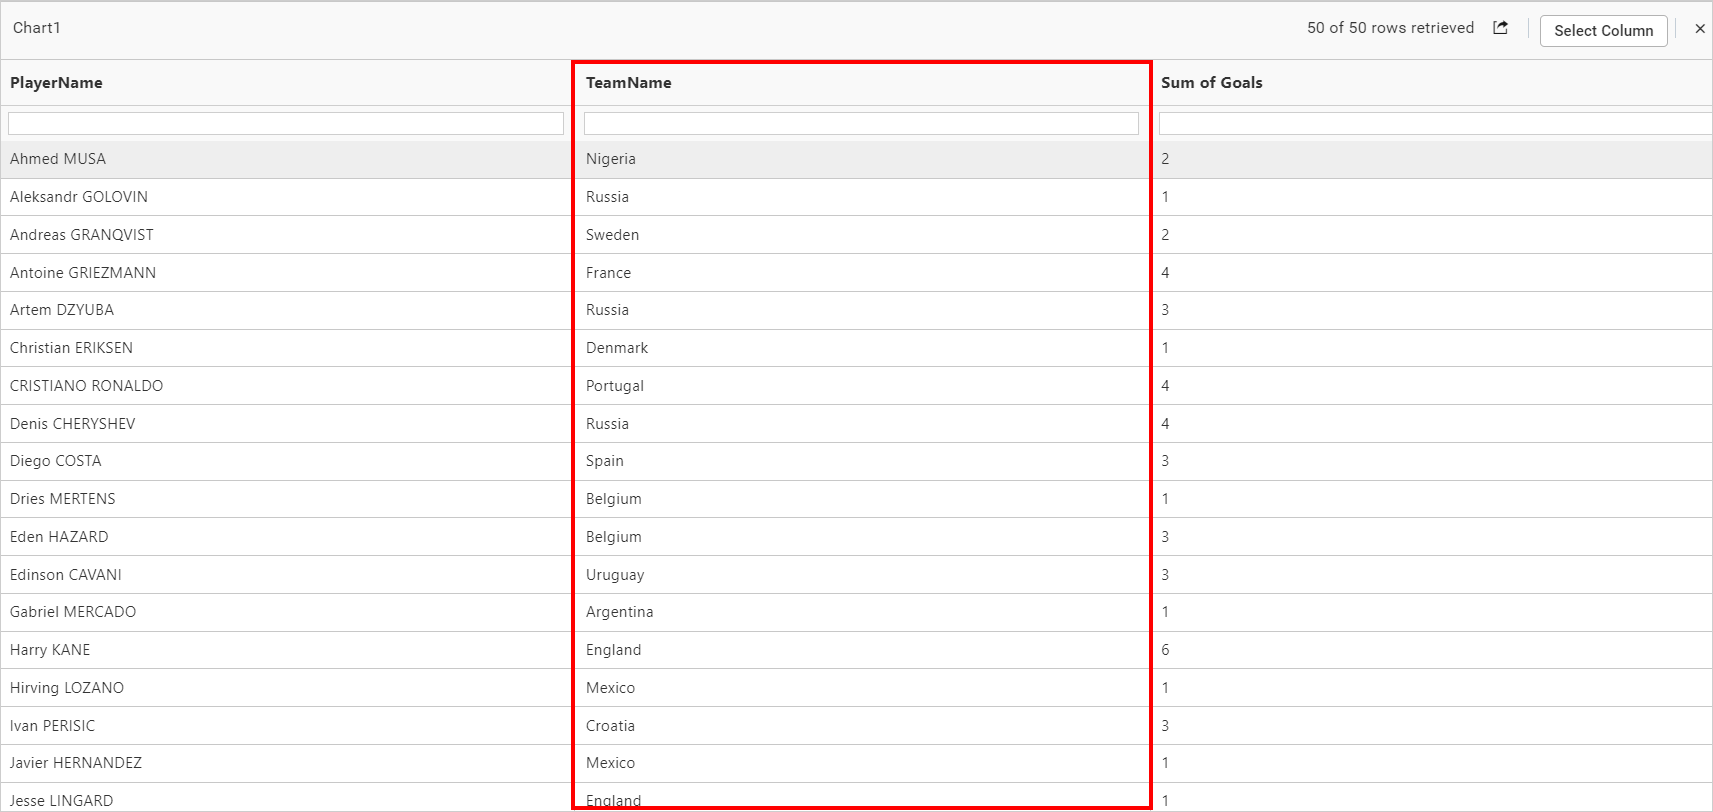 Chart1 50 of 50 rows retrieved Select Column ×
PlayerName TeamName Sum of Goals
Ahmed MUSA Nigeria 2
Aleksandr GOLOVIN Russia 1
Andreas GRANQVIST Sweden 2
Antoine GRIEZMANN France 4
Artem DZYUBA Russia 3
Christian ERIKSEN Denmark 1
CRISTIANO RONALDO Portugal 4
Denis CHERYSHEV Russia 4
Diego COSTA Spain 3
Dries MERTENS Belgium 1
Eden HAZARD Belgium 3
Edinson CAVANI Uruguay 3
Gabriel MERCADO Argentina 1
Harry KANE England 6
Hirving LOZANO Mexico 1
Ivan PERISIC Croatia 3
Javier HERNANDEZ Mexico 1
Jesse LINGARD England 1